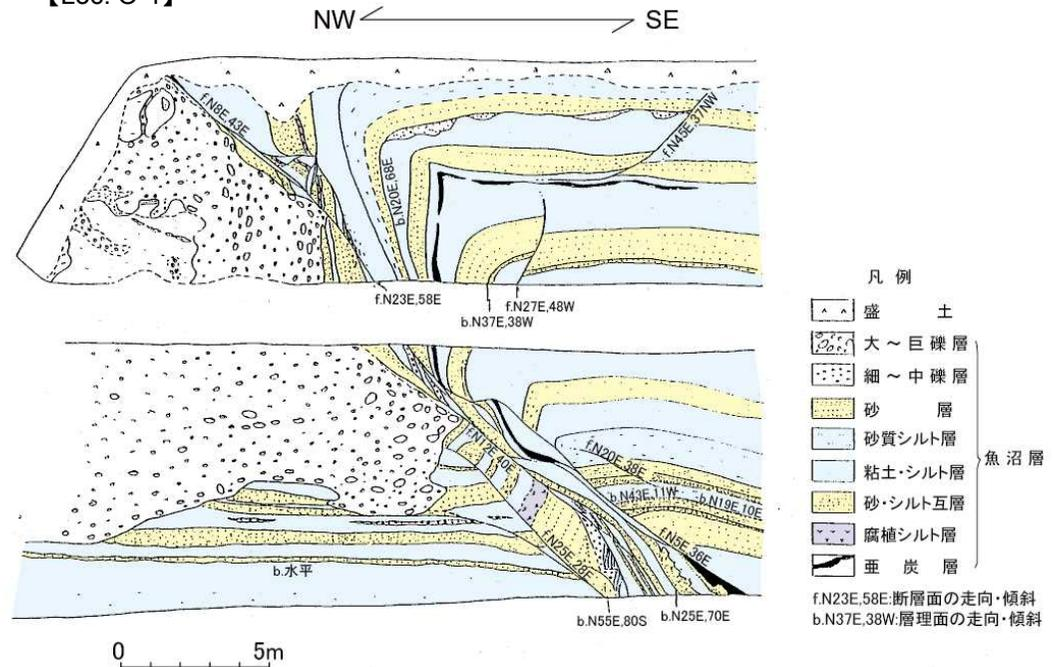 NW SE
f.N8E,43E
b.N20E,68E
f.N45E,37NW
f.N23E,58E
f.N27E,48W
b.N37E,38W
f.N12E,40E
f.N20E,38E
b.N43E,11W
b.N19E,10E
f.N25E,28E
f.N5E,36E
b.水平
b.N55E,80S
b.N25E,70E
0 5m
凡例
盛土
大～巨礫層
細～中礫層
砂層
砂質シルト層
粘土・シルト層
砂・シルト互層
腐植シルト層
亜炭層
魚沼層
f.N23E,58E:断層面の走向・傾斜
b.N37E,38W:層理面の走向・傾斜